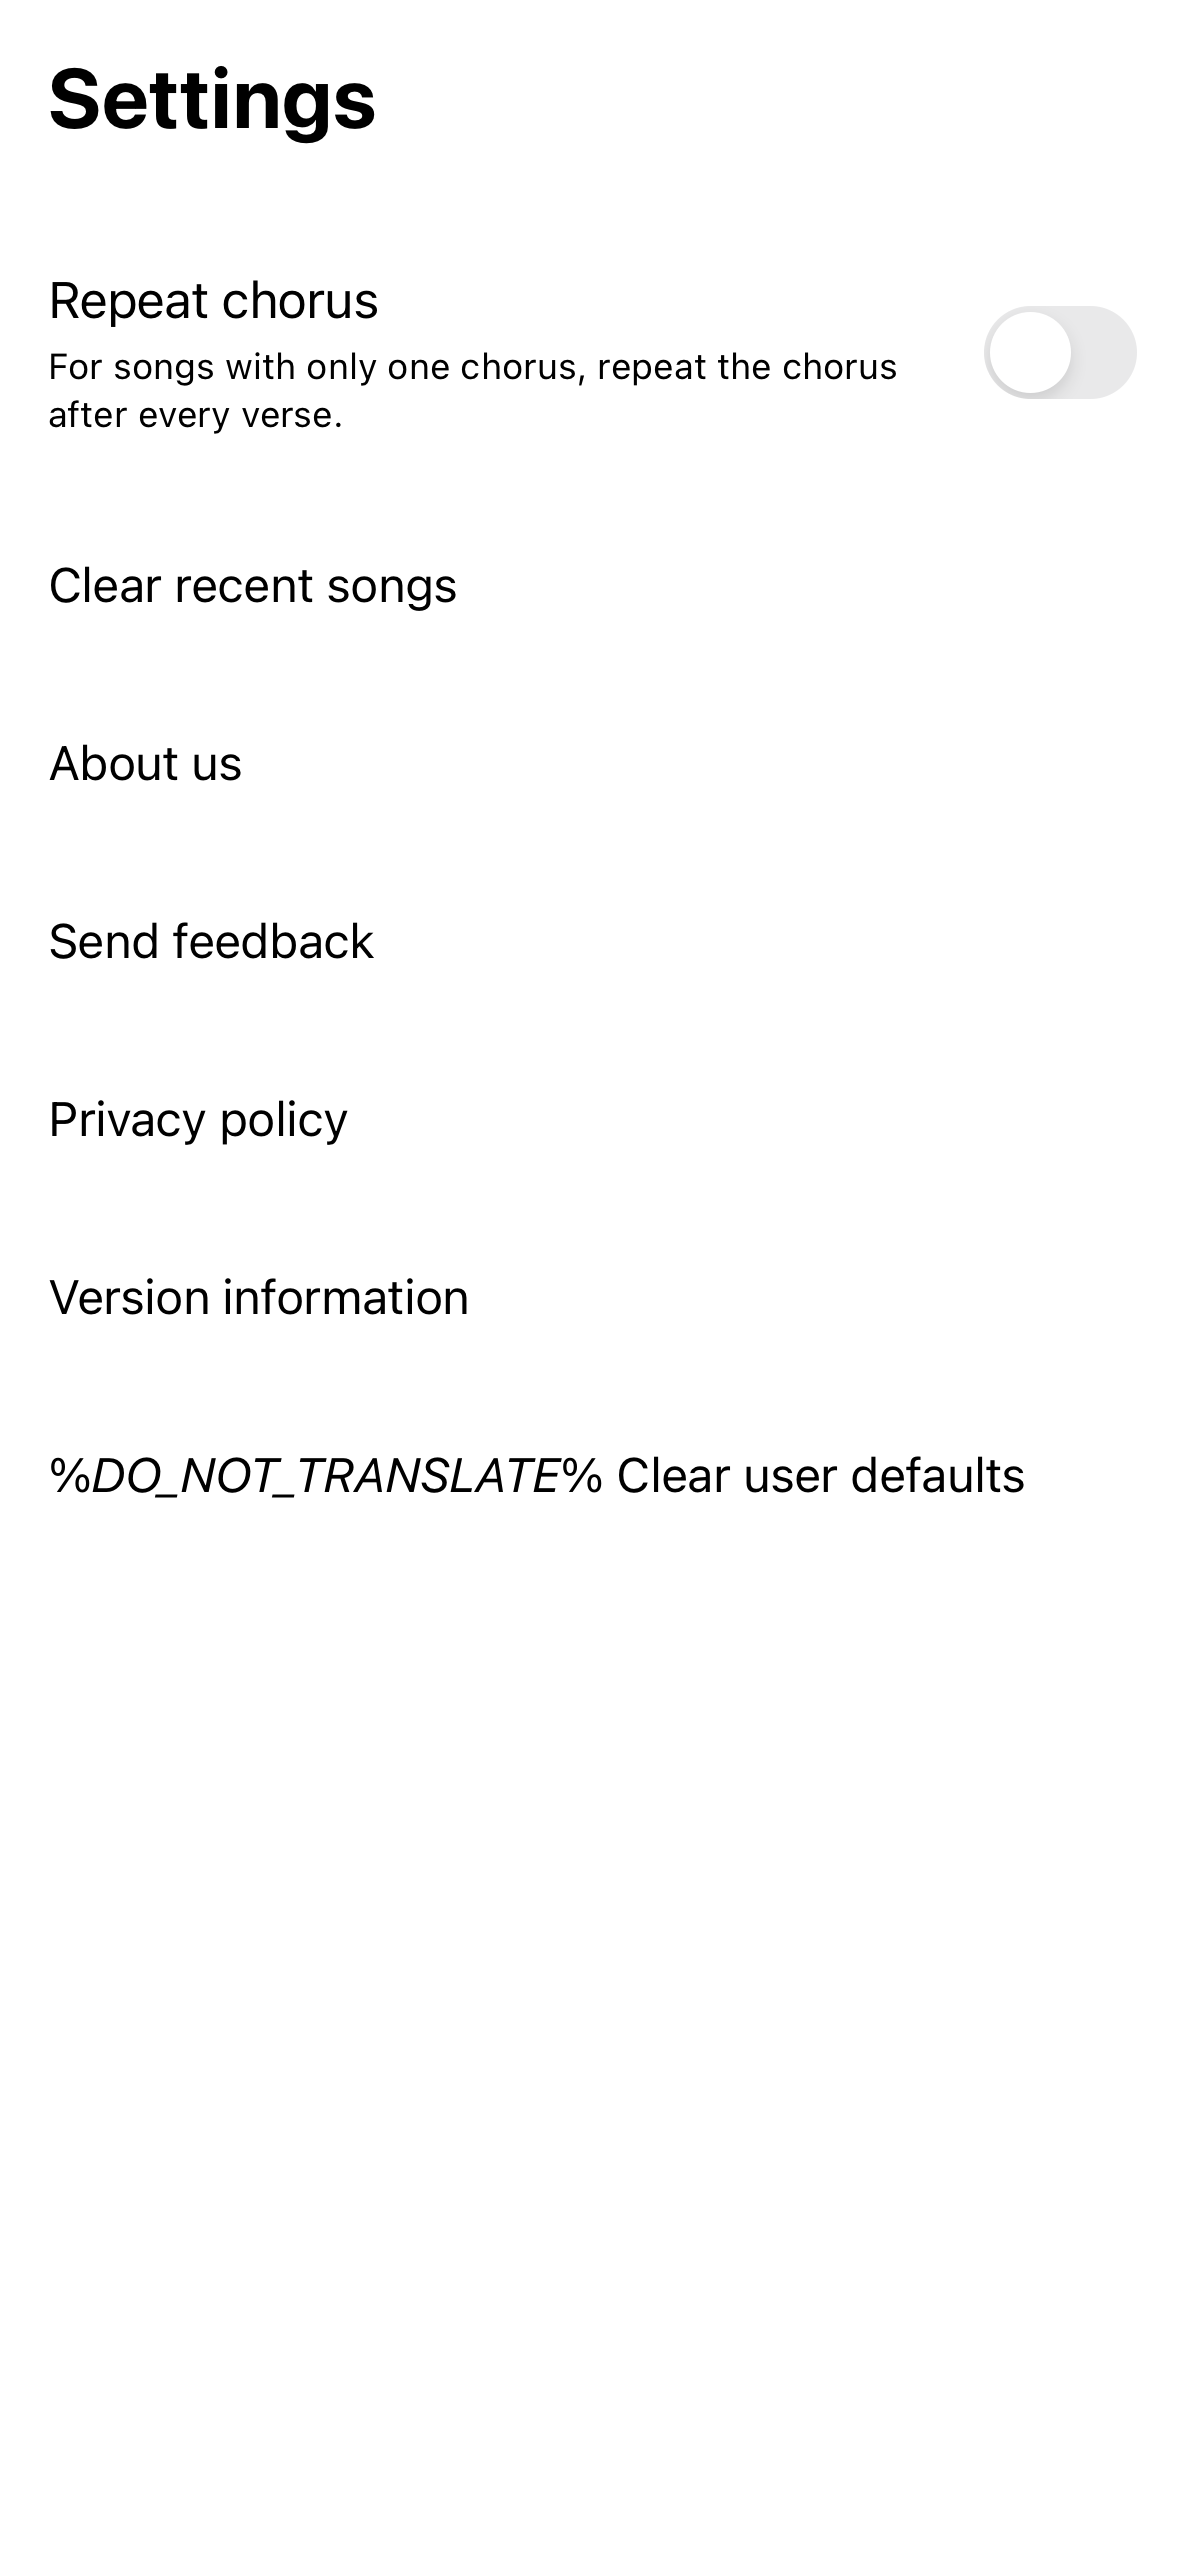 Settings
Repeat chorus
For songs with only one chorus, repeat the chorus
after every verse.
Clear recent songs
About us
Send feedback
Privacy policy
Version information
%DO_NOT_TRANSLATE% Clear user defaults